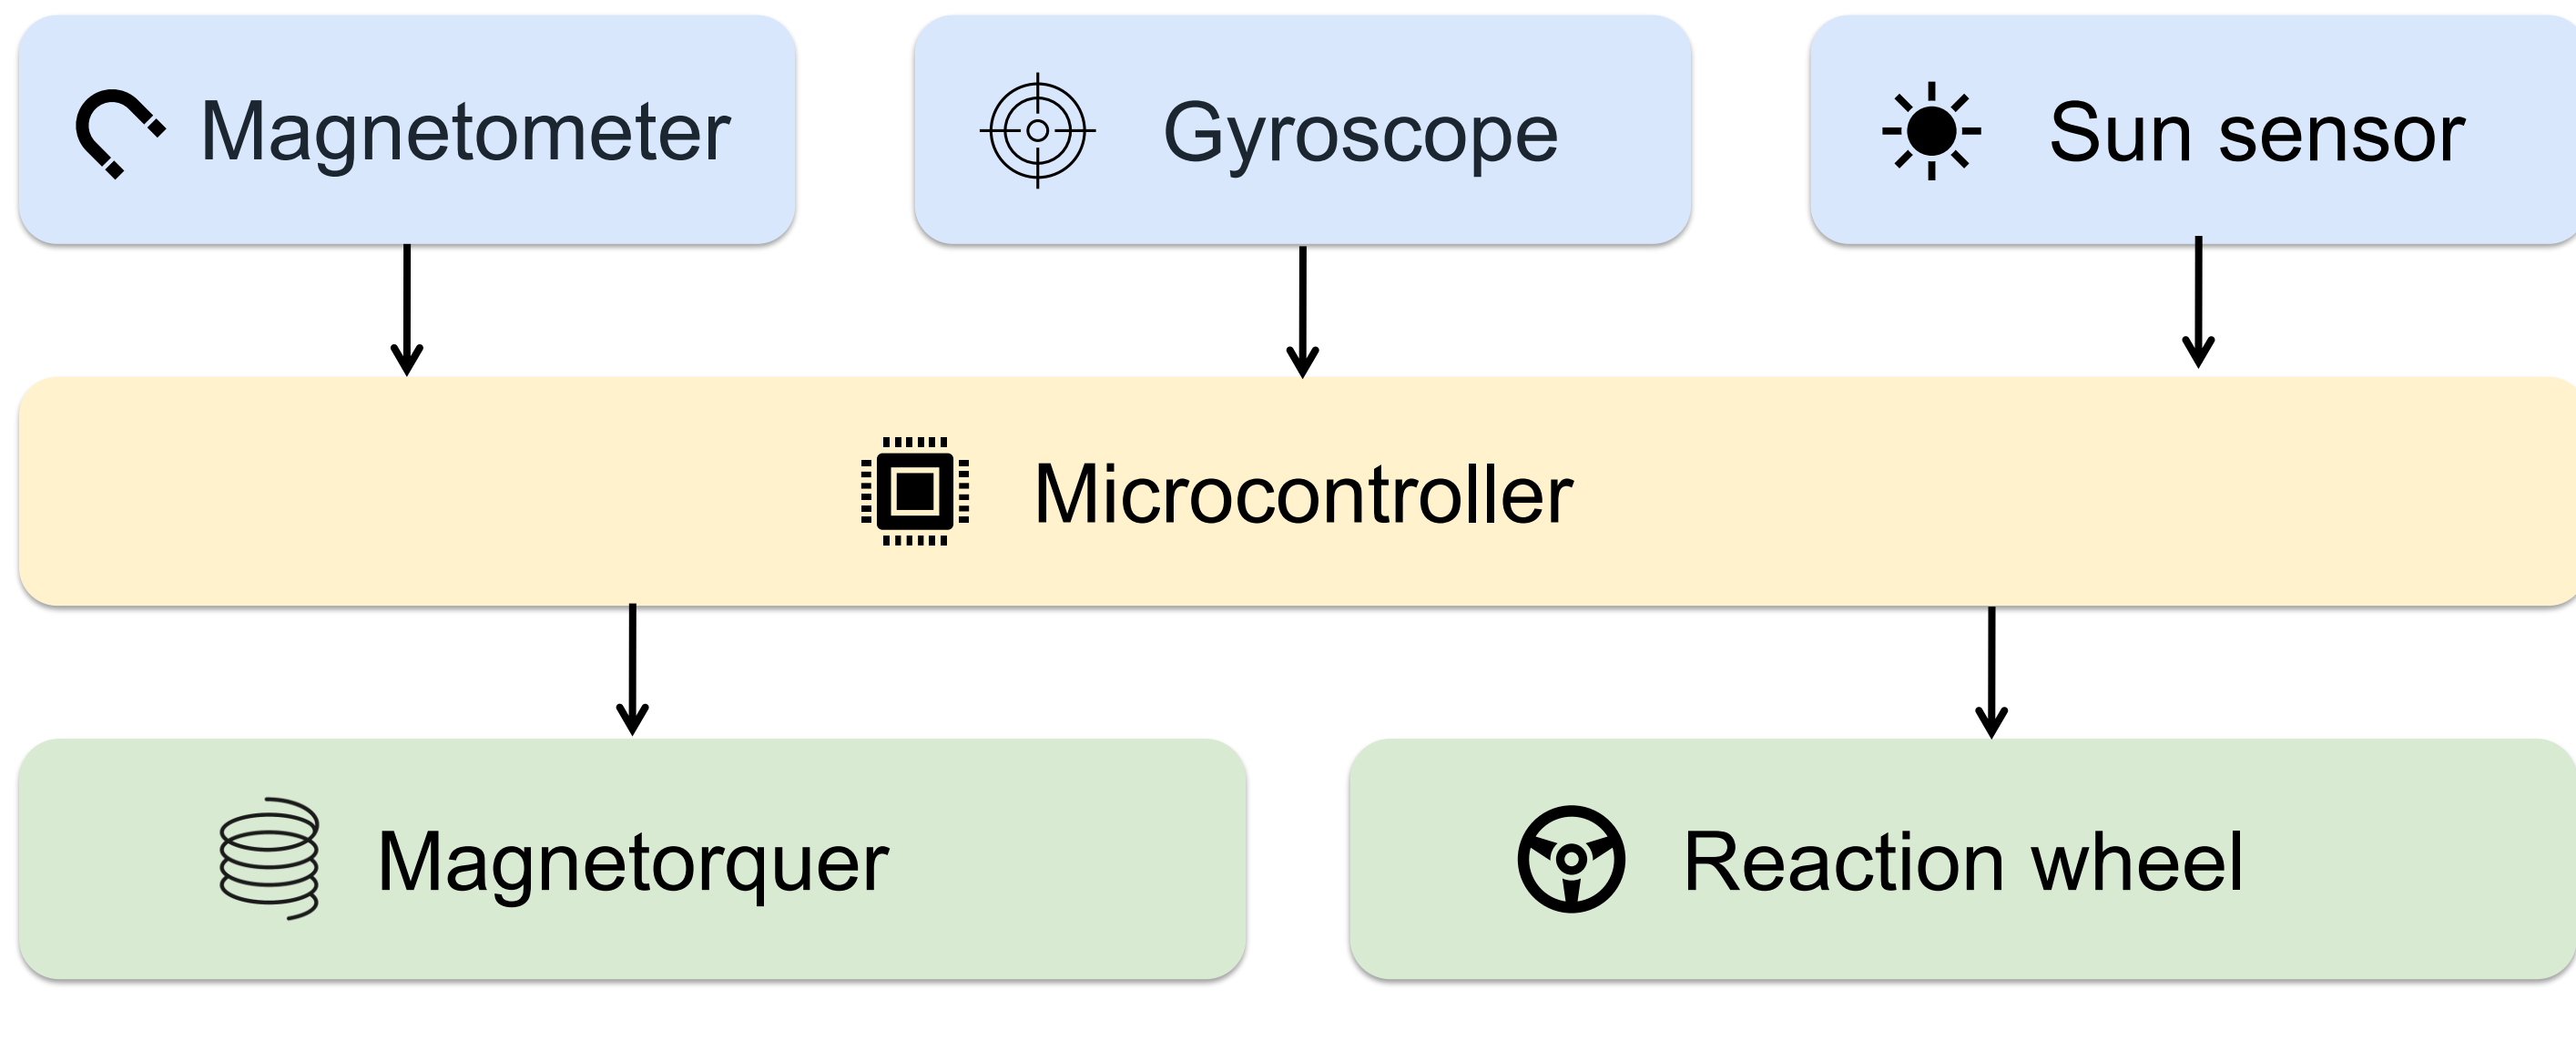 Magnetometer
Gyroscope
Sun sensor
Microcontroller
Magnetorquer
Reaction wheel